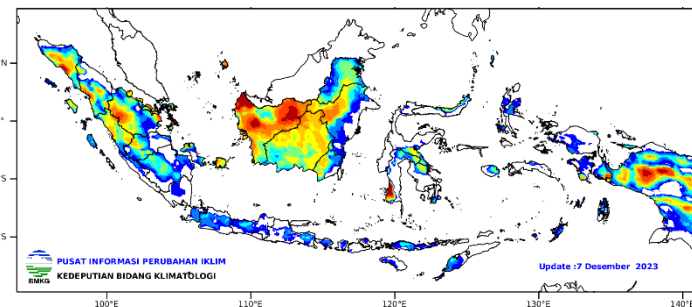 N
°
S
S
PUSAT INFORMASI PERUBAHAN IKLIM
KEDEPUTIAN BIDANG KLIMATOLOGI
BMKG
Update :7 Desember 2023
100°E
110°E
120°E
130°E
140°E